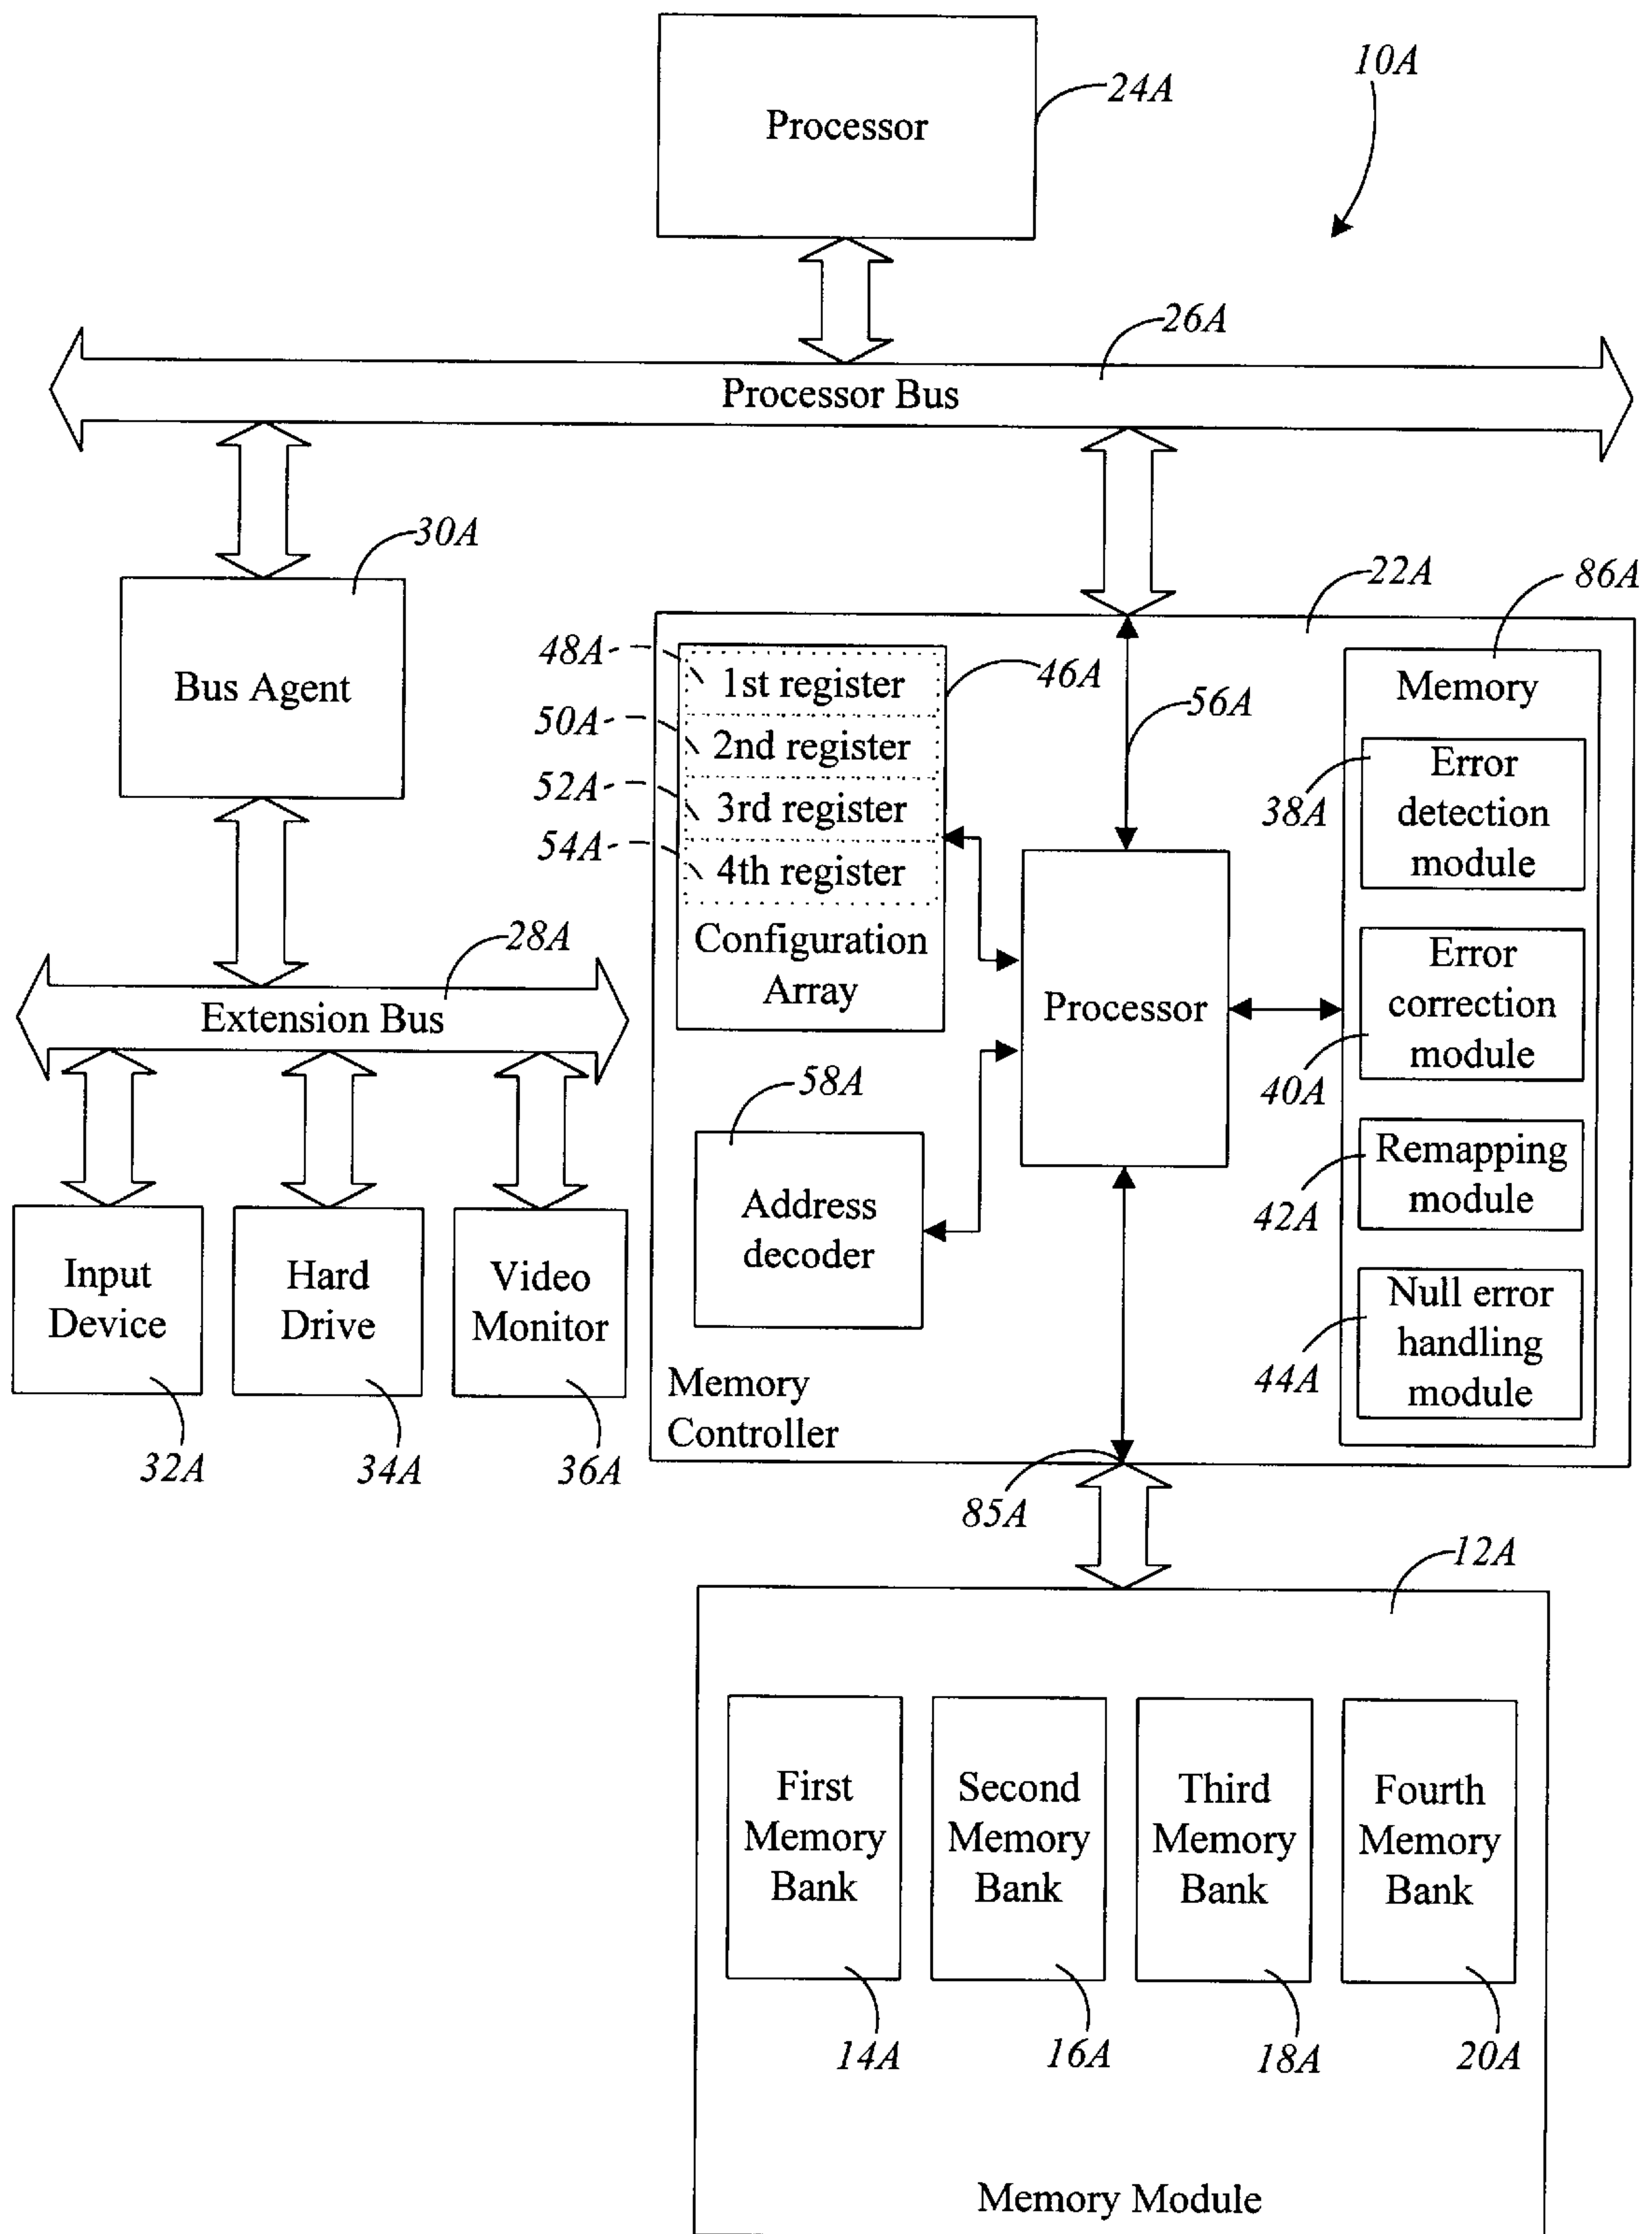 10A
24A
Processor
26A
Processor Bus
30A
Bus Agent
22A
86A
48A
1st register
46A
50A
2nd register
52A
3rd register
54A
4th register
Configuration
Array
56A
Memory
38A
Error
detection
module
Processor
Error
correction
module
40A
28A
Extension Bus
58A
Address
decoder
Remapping
module
42A
Null error
handling
module
44A
Input
Device
Hard
Drive
Video
Monitor
32A
34A
36A
Memory
Controller
85A
12A
First
Memory
Bank
Second
Memory
Bank
Third
Memory
Bank
Fourth
Memory
Bank
14A
16A
18A
20A
Memory Module